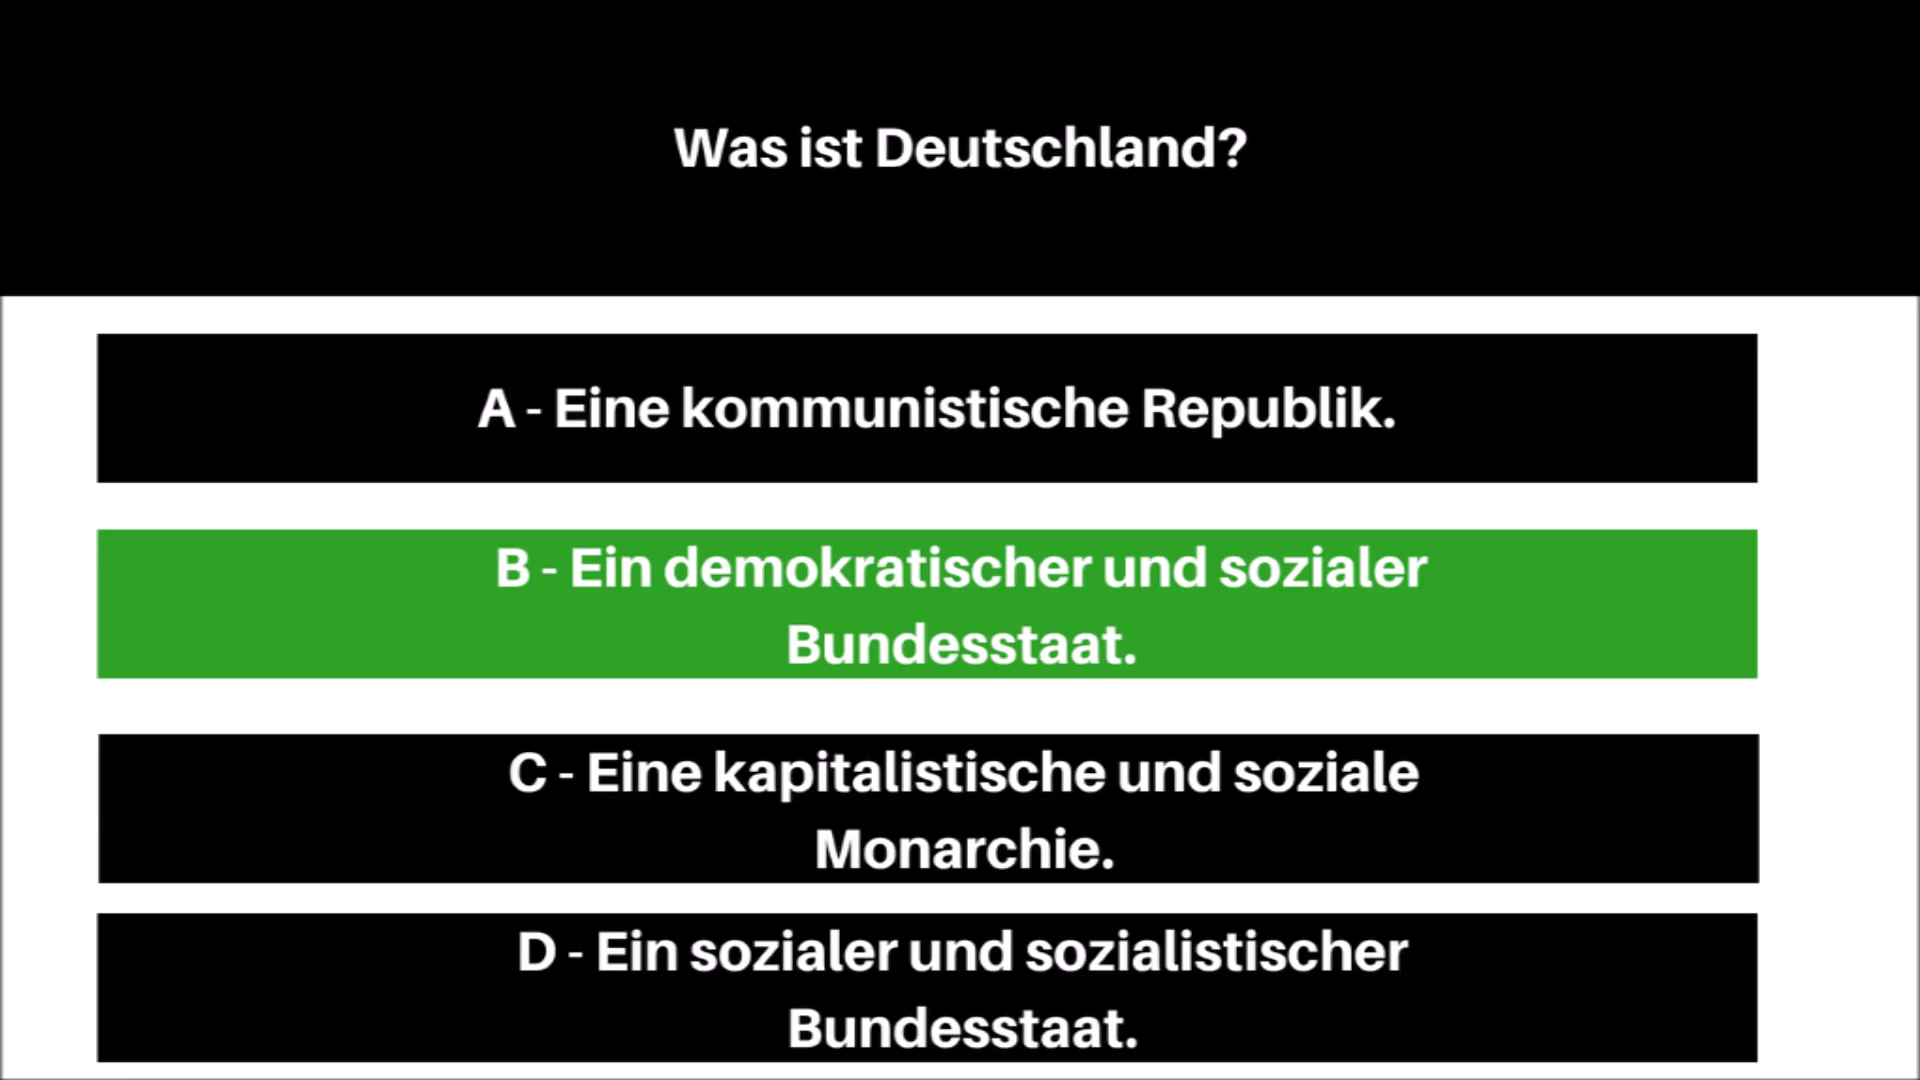 Was ist Deutschland?
A - Eine kommunistische Republik.
B - Ein demokratischer und sozialer
Bundesstaat.
C - Eine kapitalistische und soziale
Monarchie.
D - Ein sozialer und sozialistischer
Bundesstaat.